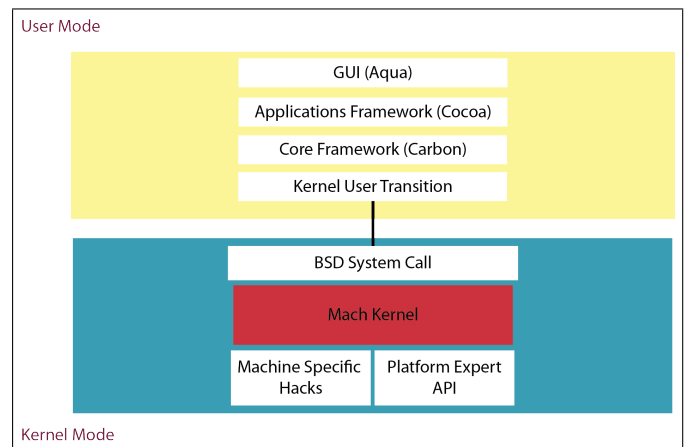 User Mode
GUI (Aqua)
Applications Framework (Cocoa)
Core Framework (Carbon)
Kernel User Transition
BSD System Call
Mach Kernel
Machine Specific
Hacks
Platform Expert
API
Kernel Mode